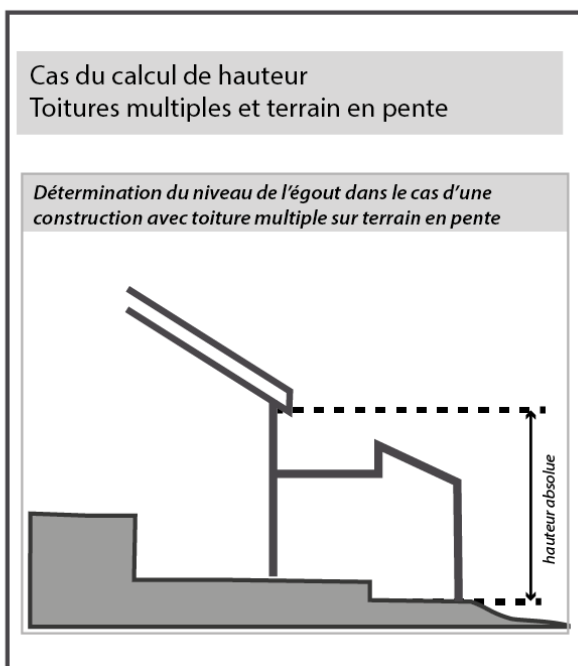 Cas du calcul de hauteur
Toitures multiples et terrain en pente
Détermination du niveau de l’égout dans le cas d’une
construction avec toiture multiple sur terrain en pente
hauteur absolue